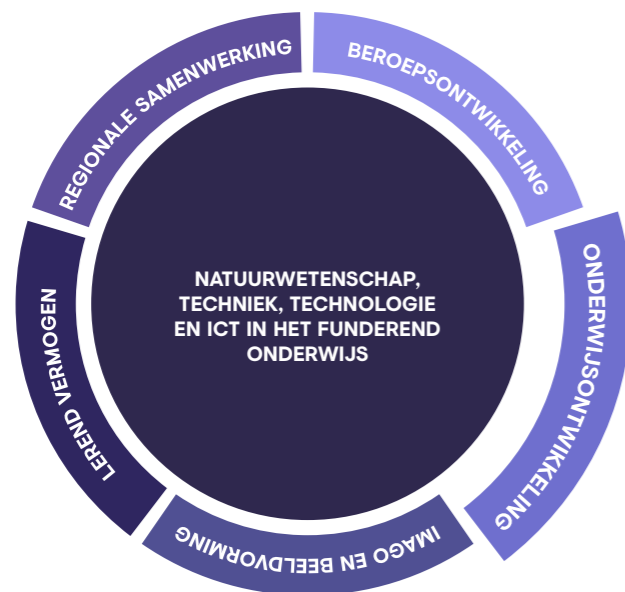 REGIONALE SAMENWERKING
BEROEPSONTWIKKELING
ONDERWIJSONTWIKKELING
IMAGO EN BEELDVORMING
LEREND VERMOGEN
NATUURWETENSCHAP,
TECHNIEK, TECHNOLOGIE
EN ICT IN HET FUNDEREND
ONDERWIJS